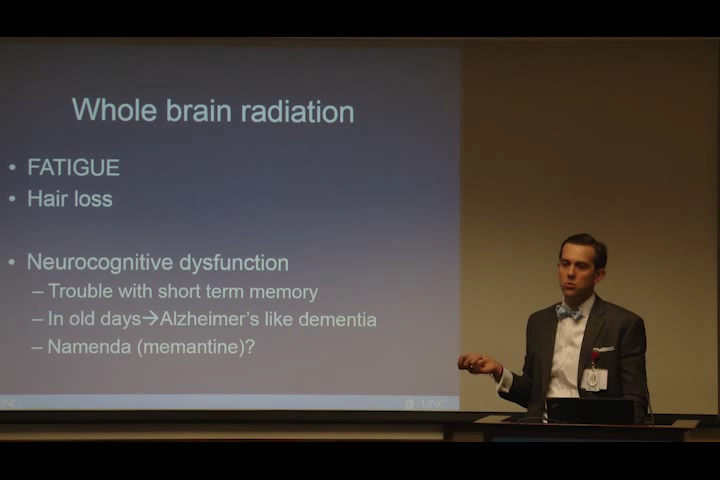 Whole brain radiation
• FATIGUE
• Hair loss
• Neurocognitive dysfunction
– Trouble with short term memory
– In old days→Alzheimer's like dementia
– Namenda (memantine)?
UNC